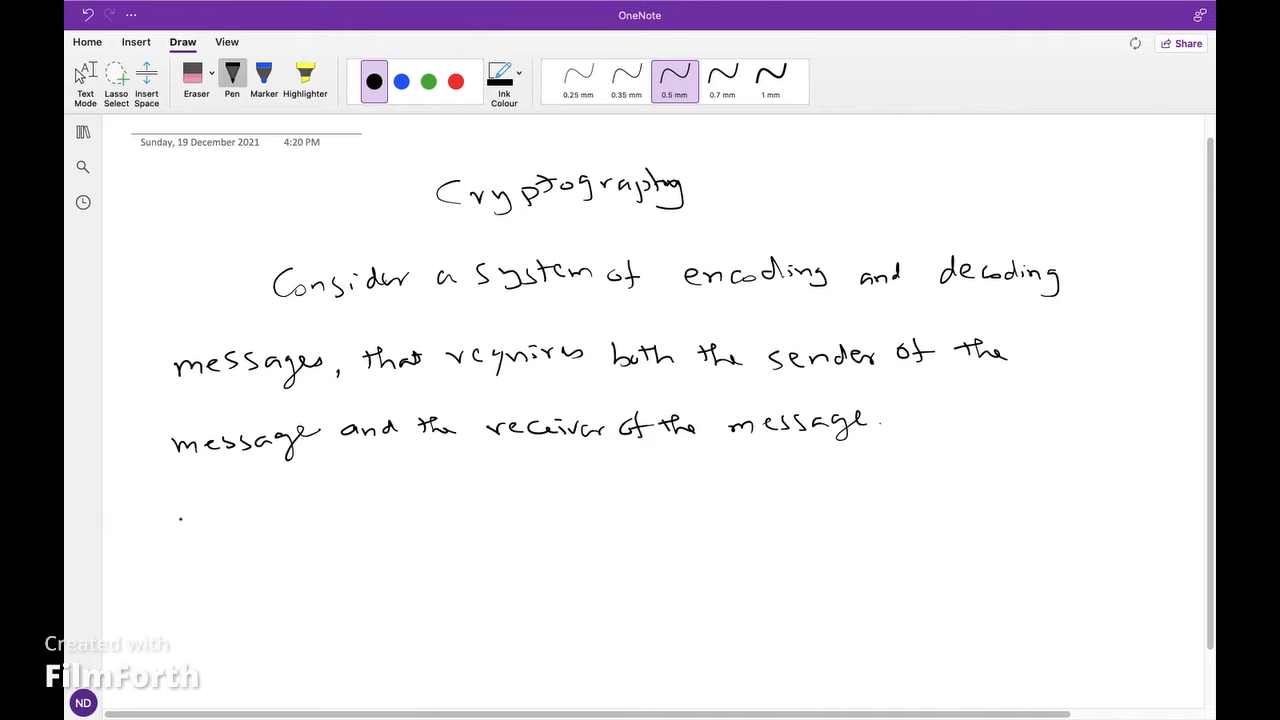 OneNote
Home Insert Draw View Share
Text Mode Lasso Select Insert Space Eraser Pen Marker Highlighter Ink Colour 0.25 mm 0.35 mm 0.5 mm 0.7 mm 1 mm
Sunday, 19 December 2021 4:20 PM
Cryptography
Consider a system of encoding and decoding
messages, that requires both the sender of the
message and the receiver of the message.
Created with
FilmForth
ND